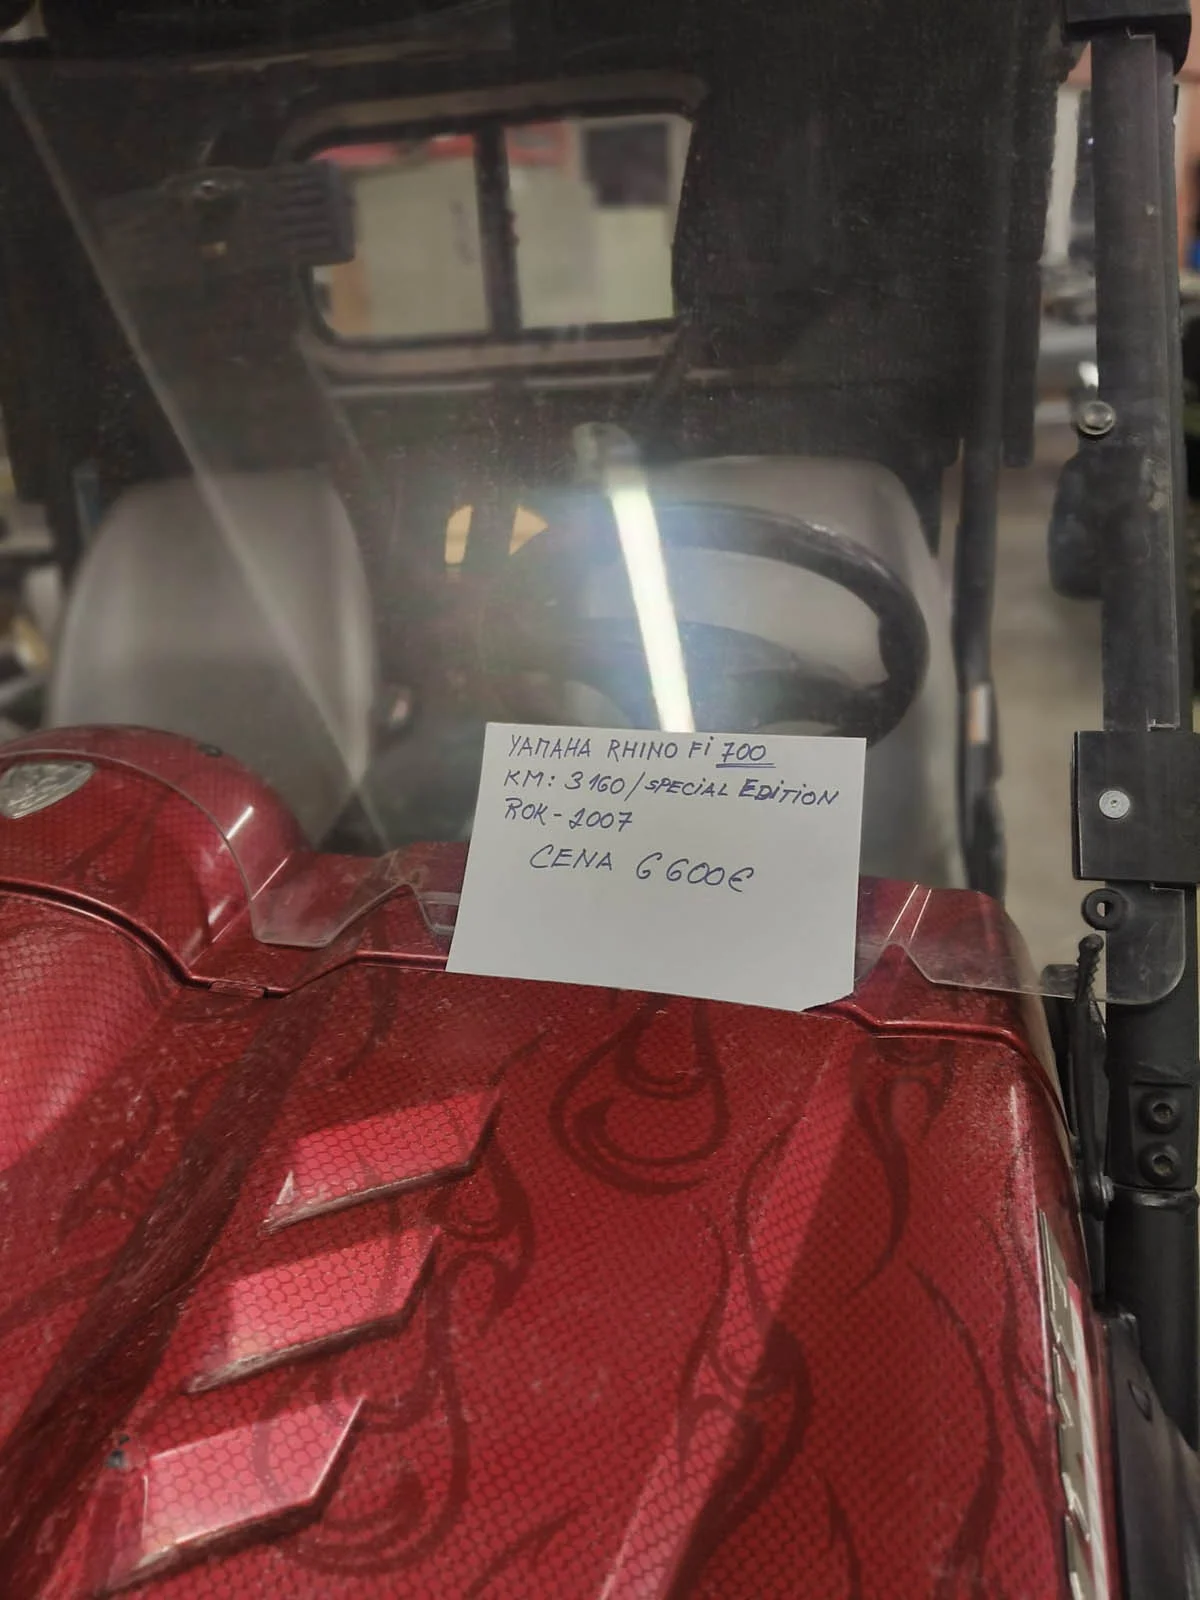 YAMAHA RHINO Fi 700
KM: 3160/SPECiAL EDiTiON
ROK - 2007
CENA 6600€